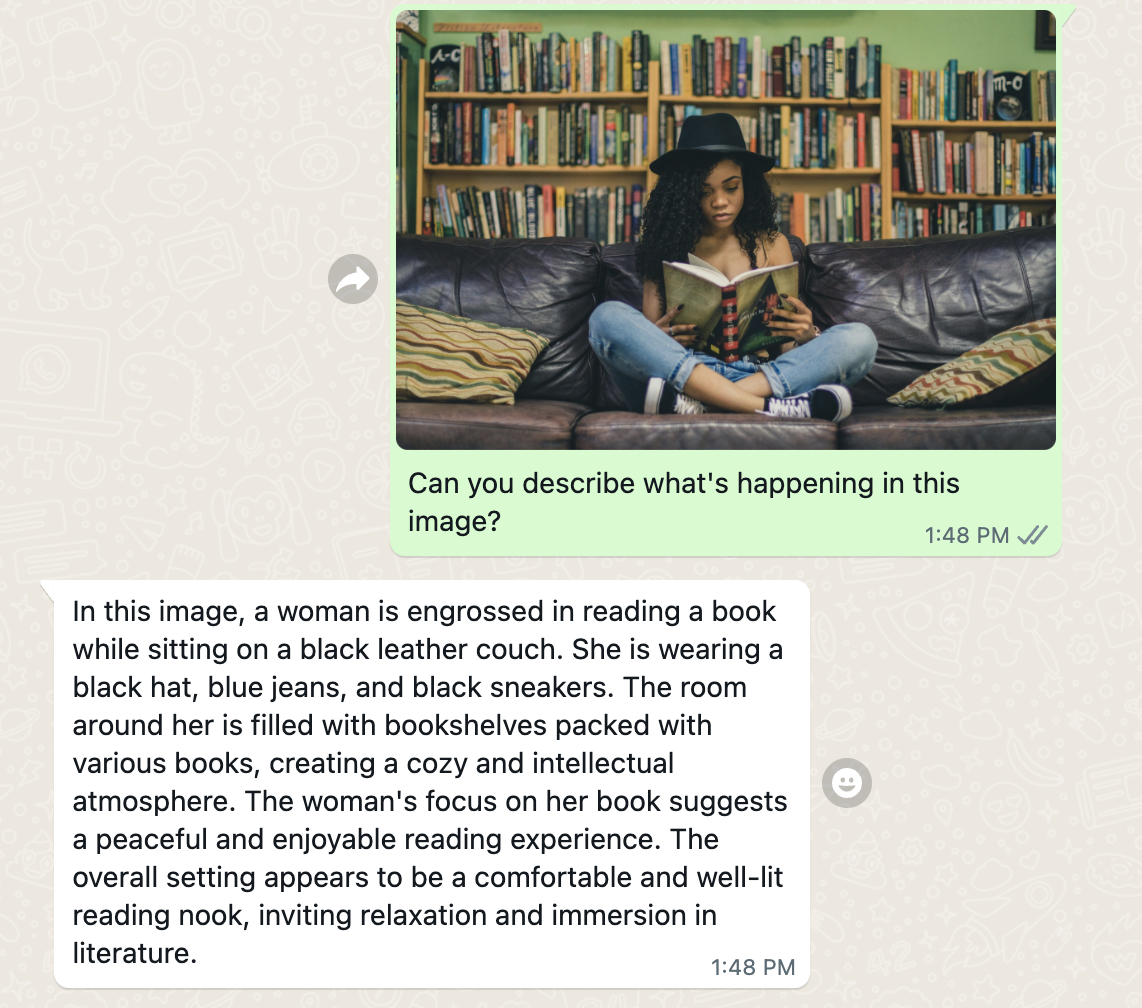 A-C
m-o
Can you describe what's happening in this
image?
1:48 PM
In this image, a woman is engrossed in reading a book
while sitting on a black leather couch. She is wearing a
black hat, blue jeans, and black sneakers. The room
around her is filled with bookshelves packed with
various books, creating a cozy and intellectual
atmosphere. The woman's focus on her book suggests
a peaceful and enjoyable reading experience. The
overall setting appears to be a comfortable and well-lit
reading nook, inviting relaxation and immersion in
literature.
1:48 PM